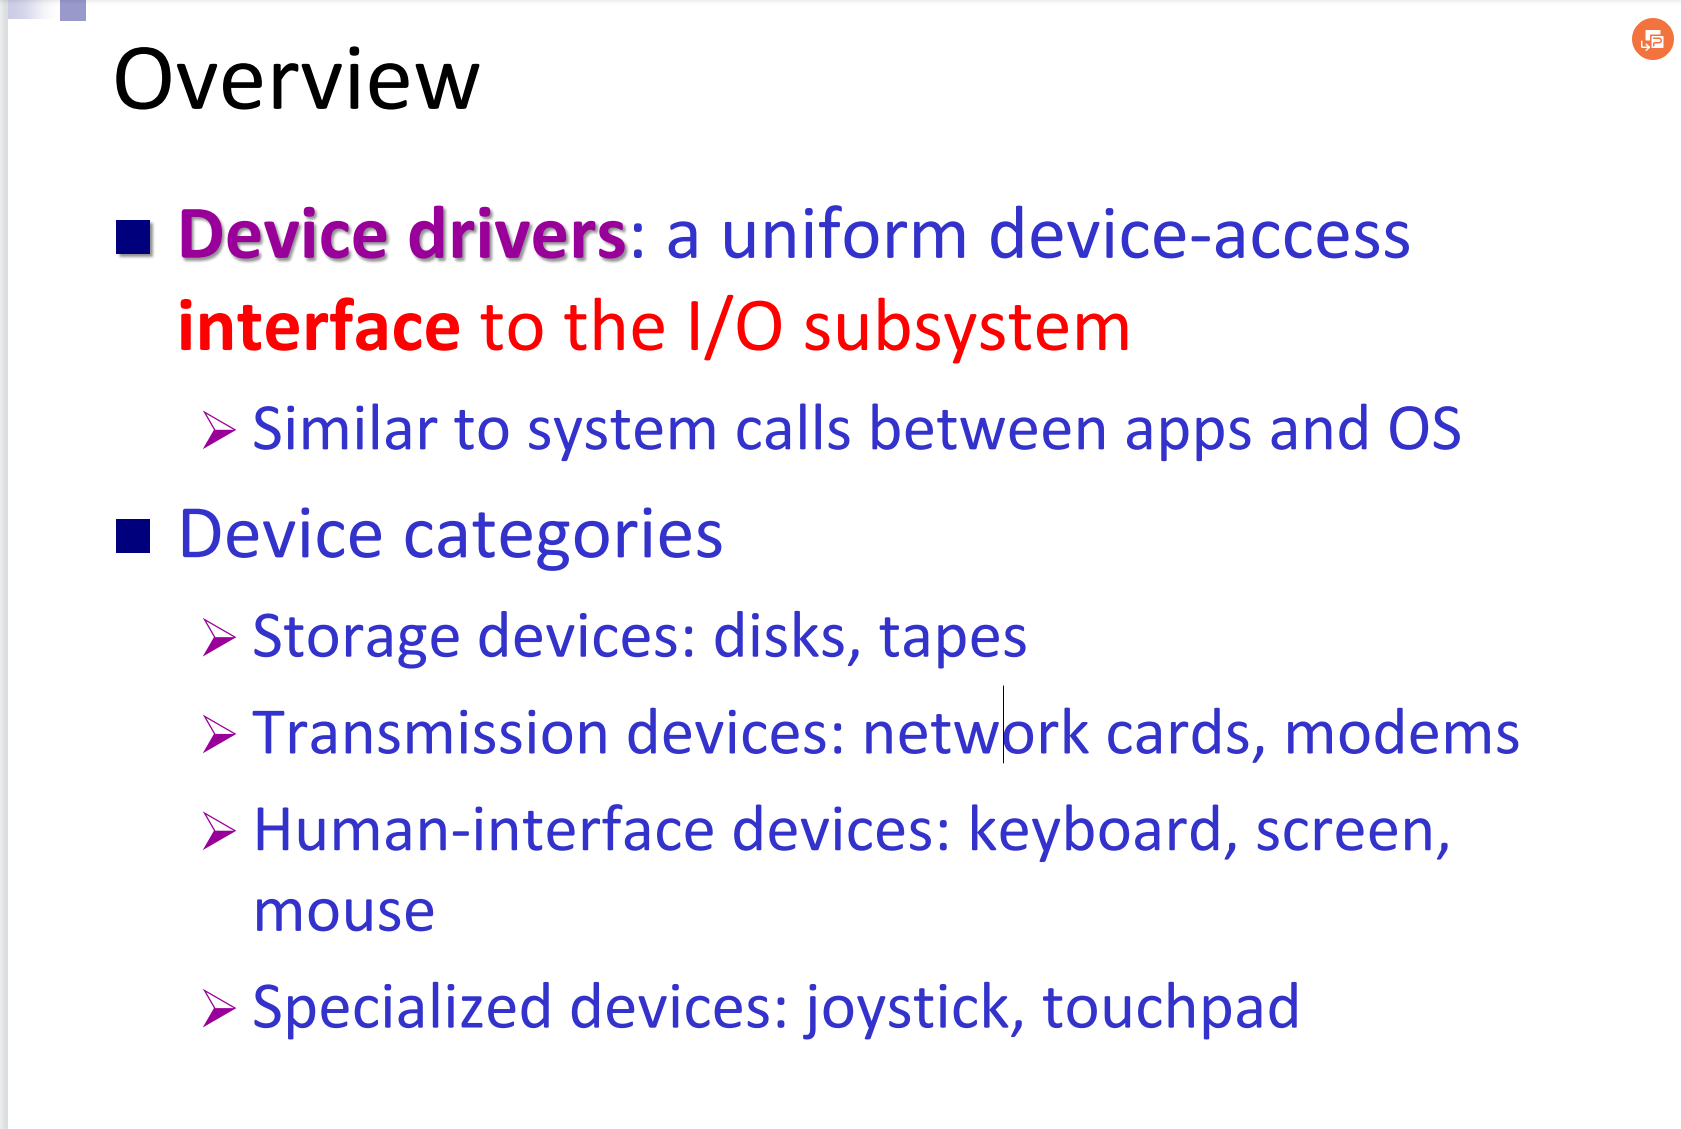 Overview
Device drivers: a uniform device-access
interface to the I/O subsystem
Similar to system calls between apps and OS
Device categories
Storage devices: disks, tapes
Transmission devices: network cards, modems
Human-interface devices: keyboard, screen,
mouse
Specialized devices: joystick, touchpad